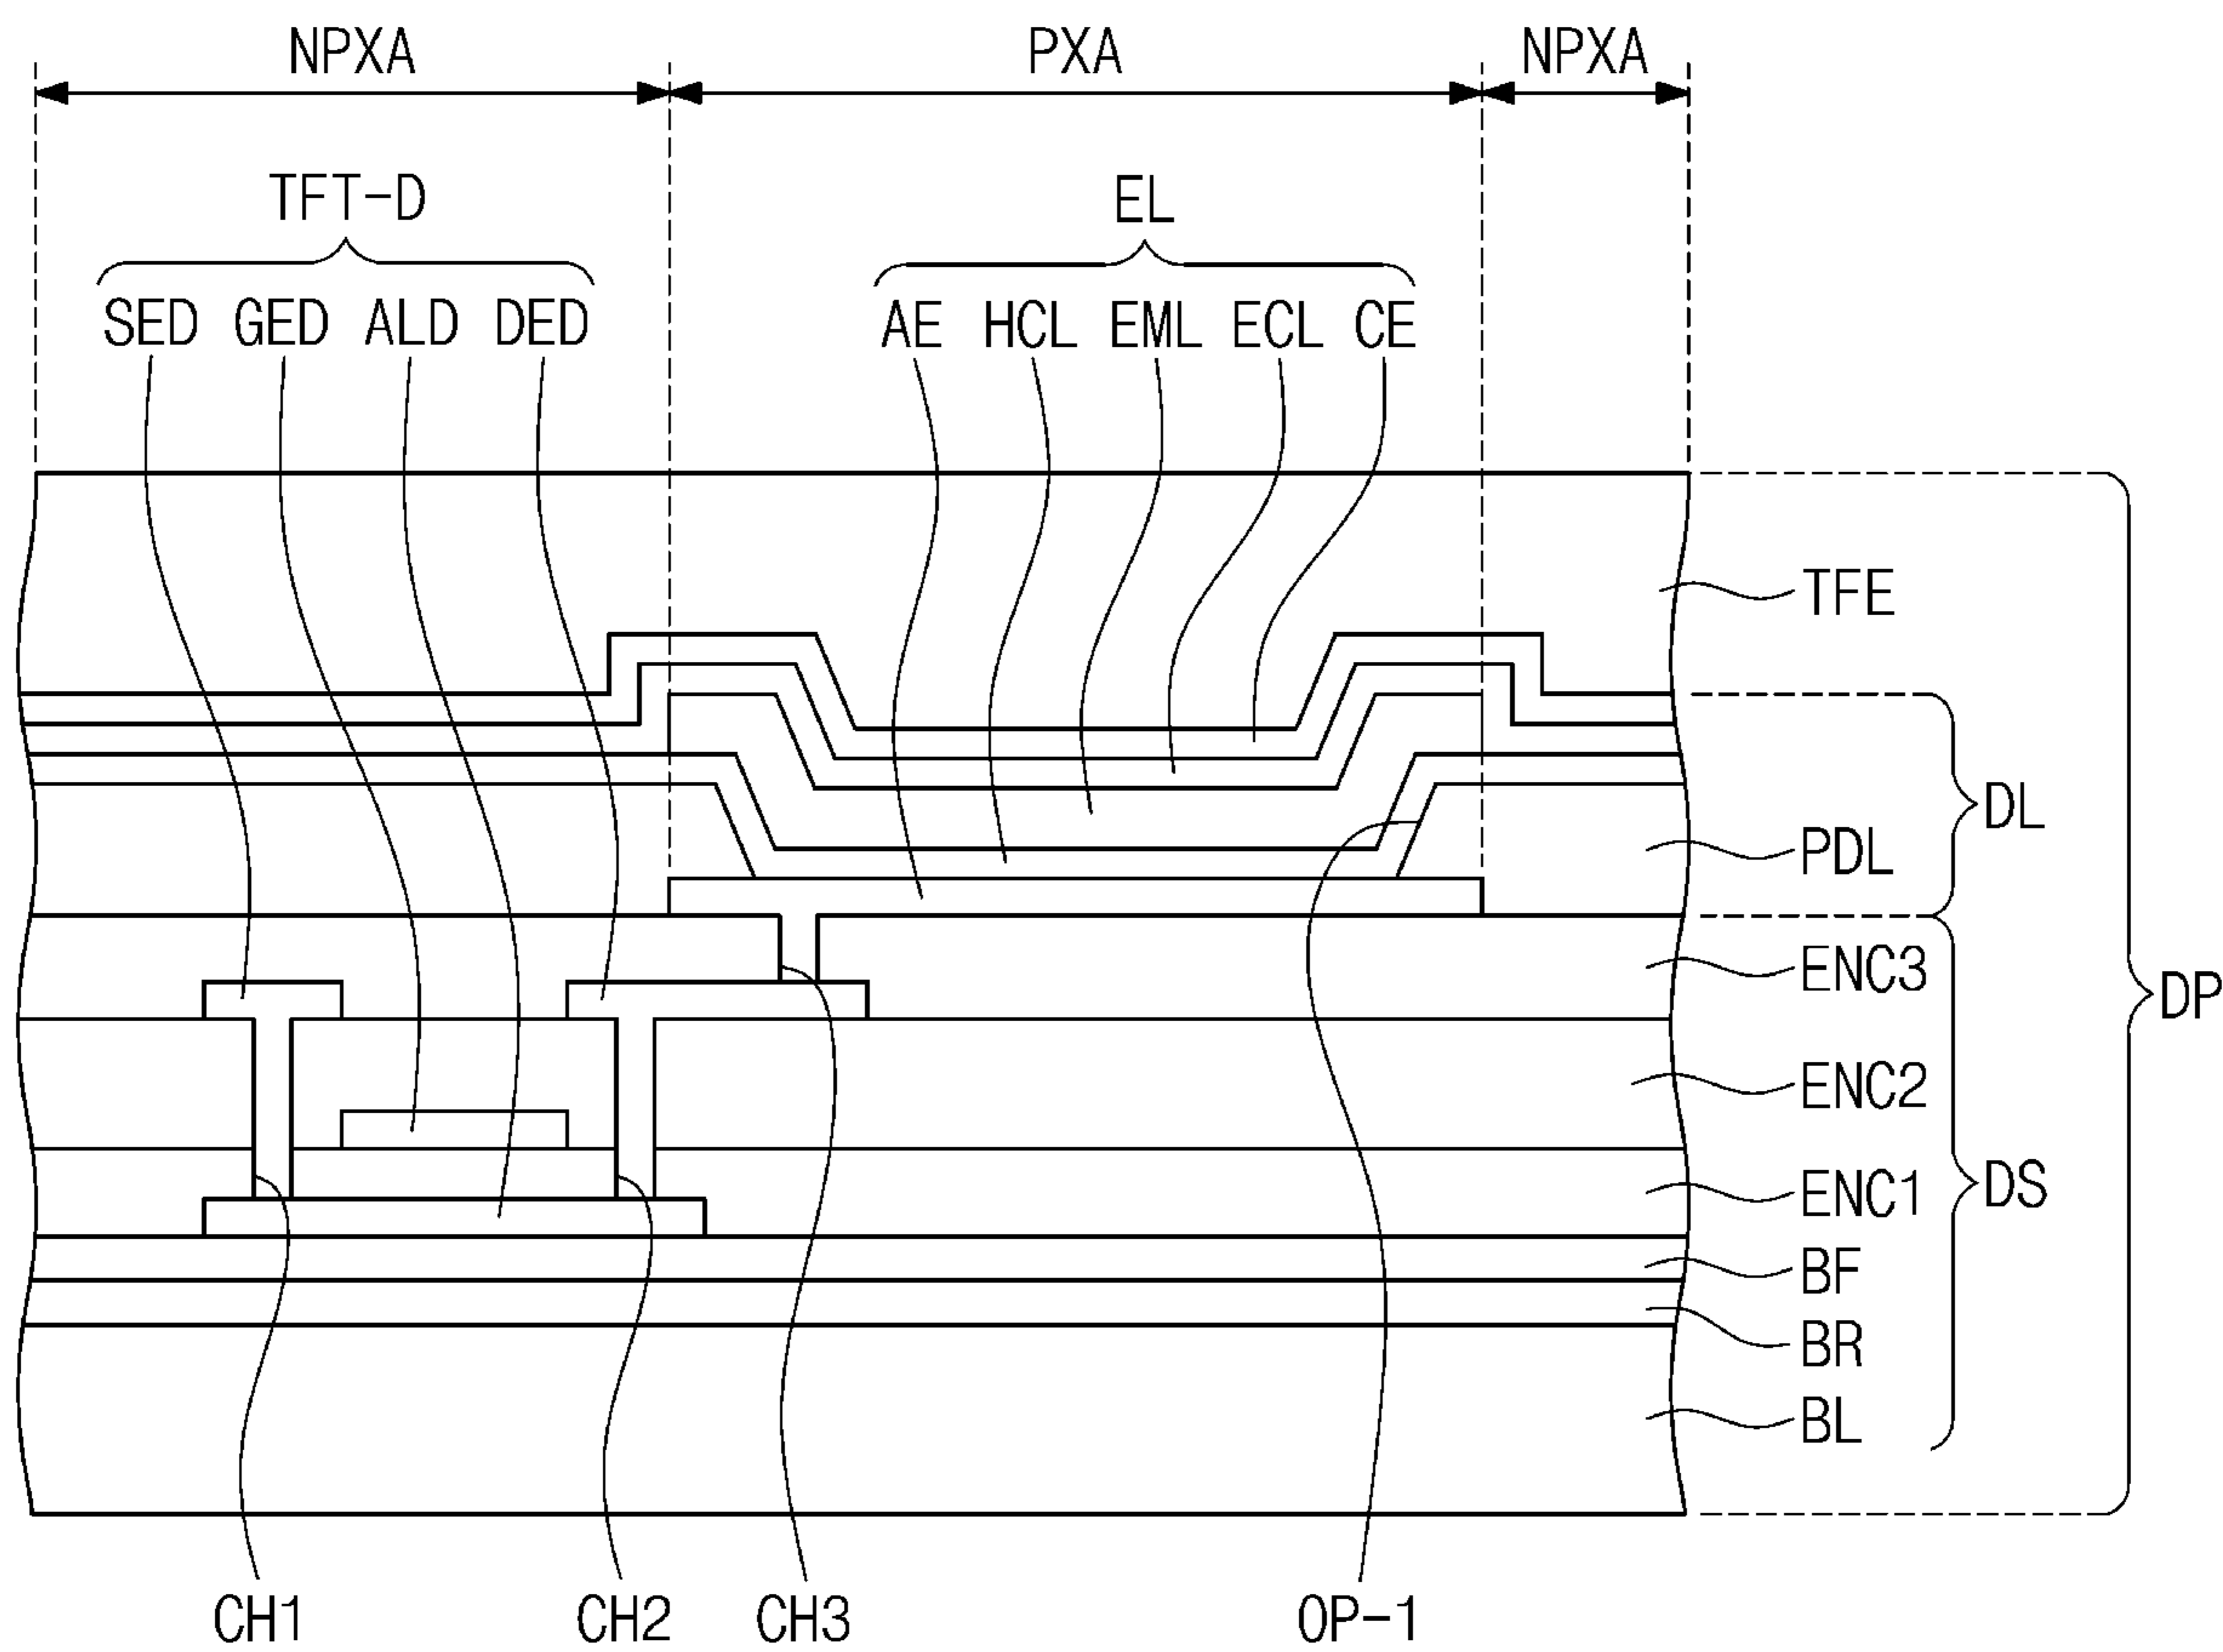 NPXA PXA NPXA
TFT-D EL
SED GED ALD DED AE HCL EML ECL CE
TFE
DL
PDL
ENC3
DP
ENC2
DS
ENC1
BF
BR
BL
CH1 CH2 CH3 OP-1